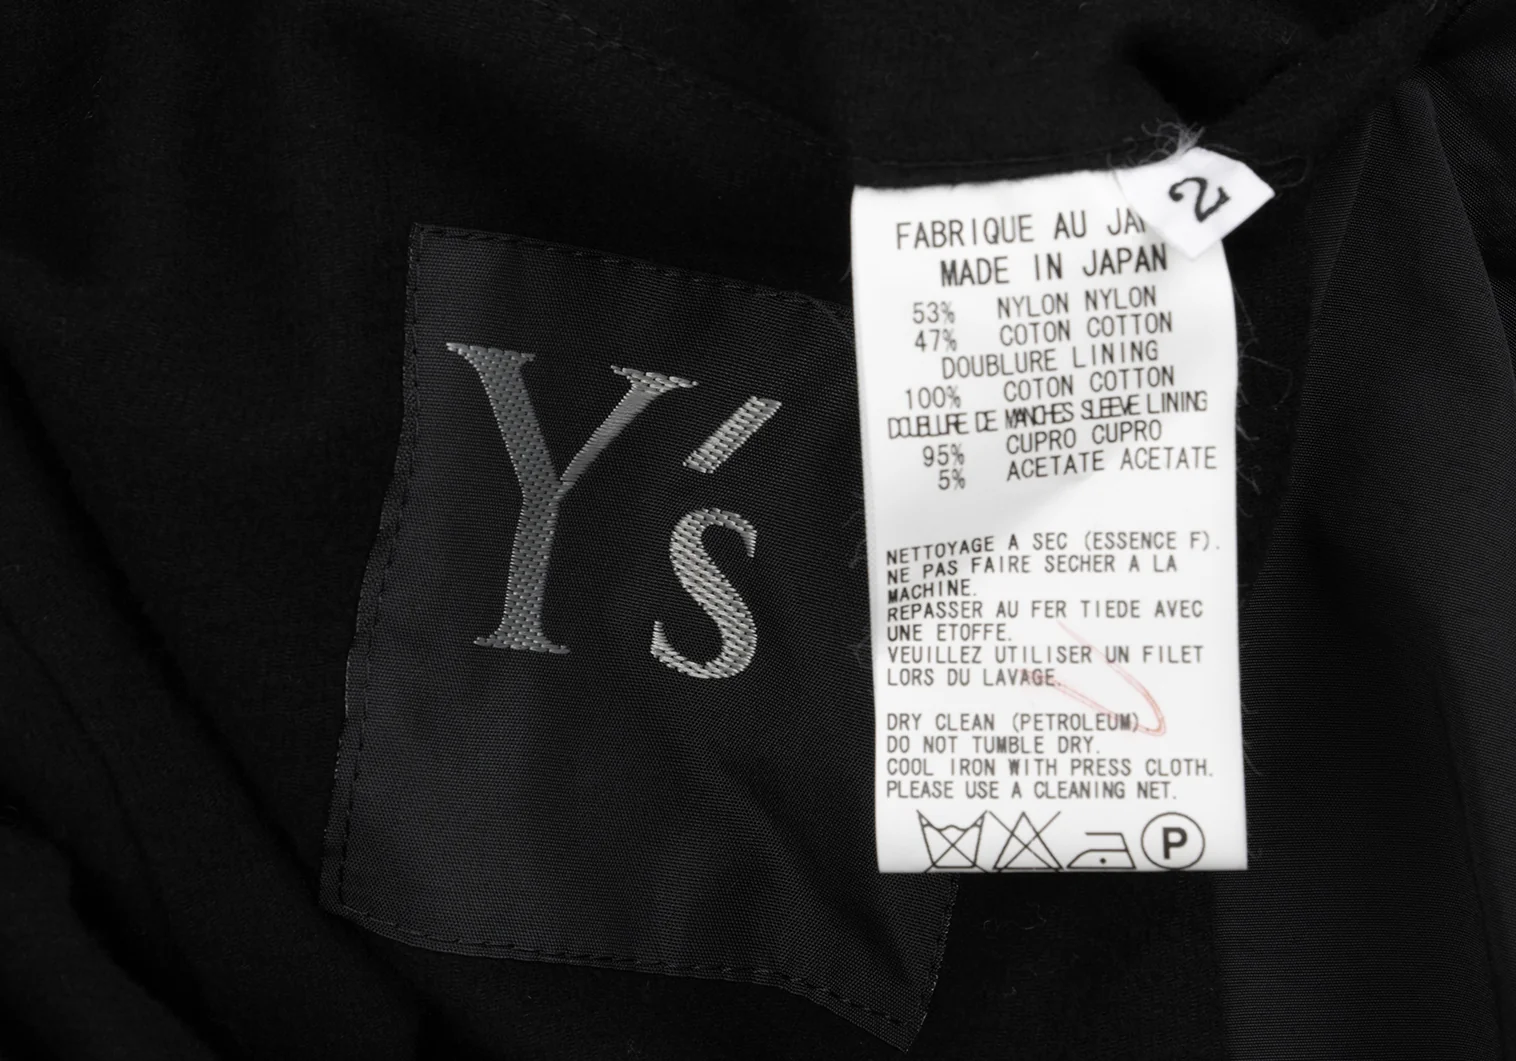 Y's
2
FABRIQUE AU
MADE IN JAPAN
53% NYLON NYLON
47% COTON COTTON
DOUBLURE LINING
100% COTON COTTON
DOUBLURE DE MANCHES SLEEVE LINING
95% CUPRO CUPRO
5% ACETATE ACETATE
NETTOYAGE A SEC (ESSENCE F).
NE PAS FAIRE SECHER A LA
MACHINE.
REPASSER AU FER TIEDE AVEC
UNE ETOFFE.
VEUILLEZ UTILISER UN FILET
LORS DU LAVAGE.
DRY CLEAN (PETROLEUM)
DO NOT TUMBLE DRY.
COOL IRON WITH PRESS CLOTH.
PLEASE USE A CLEANING NET.
P